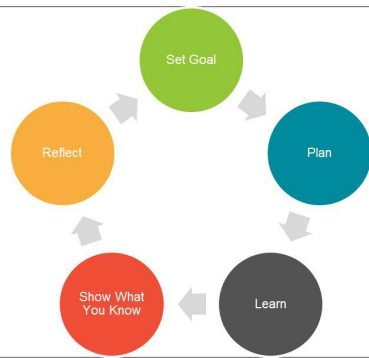 Set Goal
Plan
Learn
Show What
You Know
Reflect